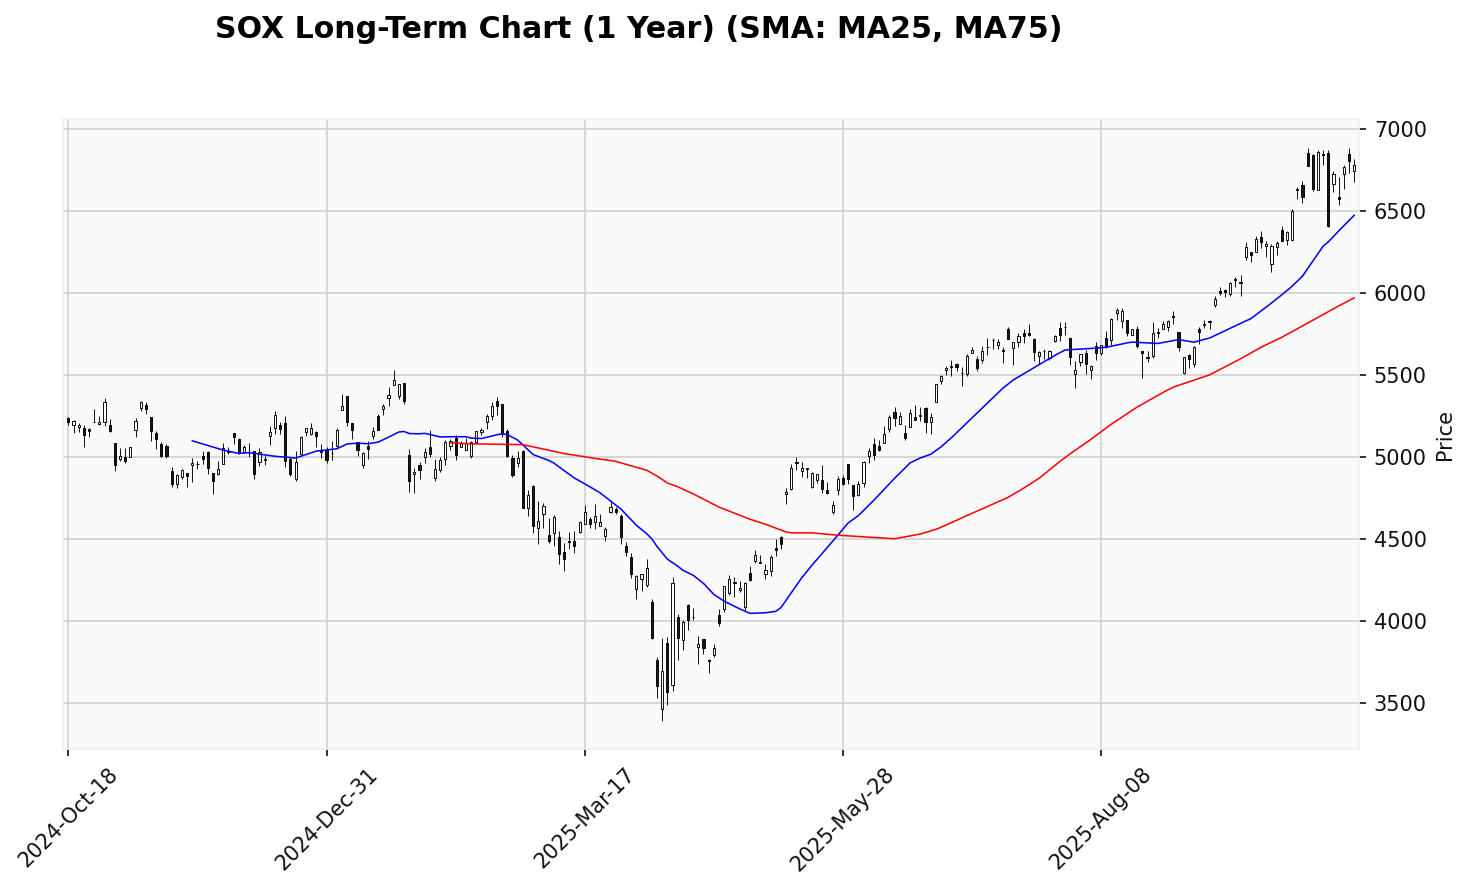 SOX Long-Term Chart (1 Year) (SMA: MA25, MA75)
7000
6500
6000
5500
5000
4500
4000
3500
Price
2024-Oct-18
2024-Dec-31
2025-Mar-17
2025-May-28
2025-Aug-08